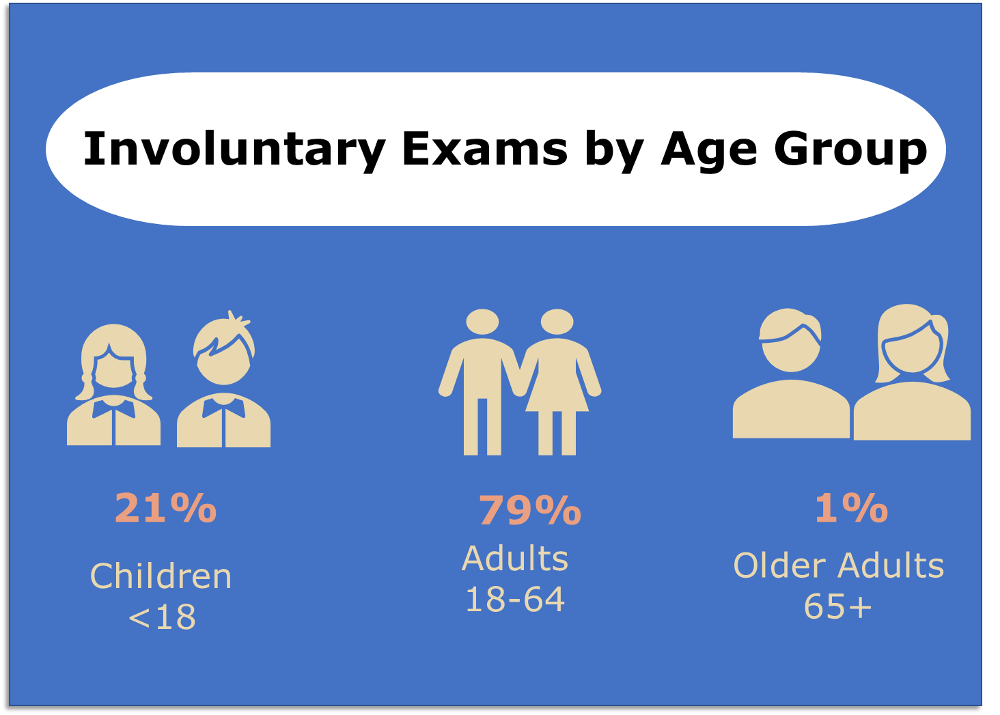 Involuntary Exams by Age Group
21%
Children
<18
79%
Adults
18-64
1%
Older Adults
65+